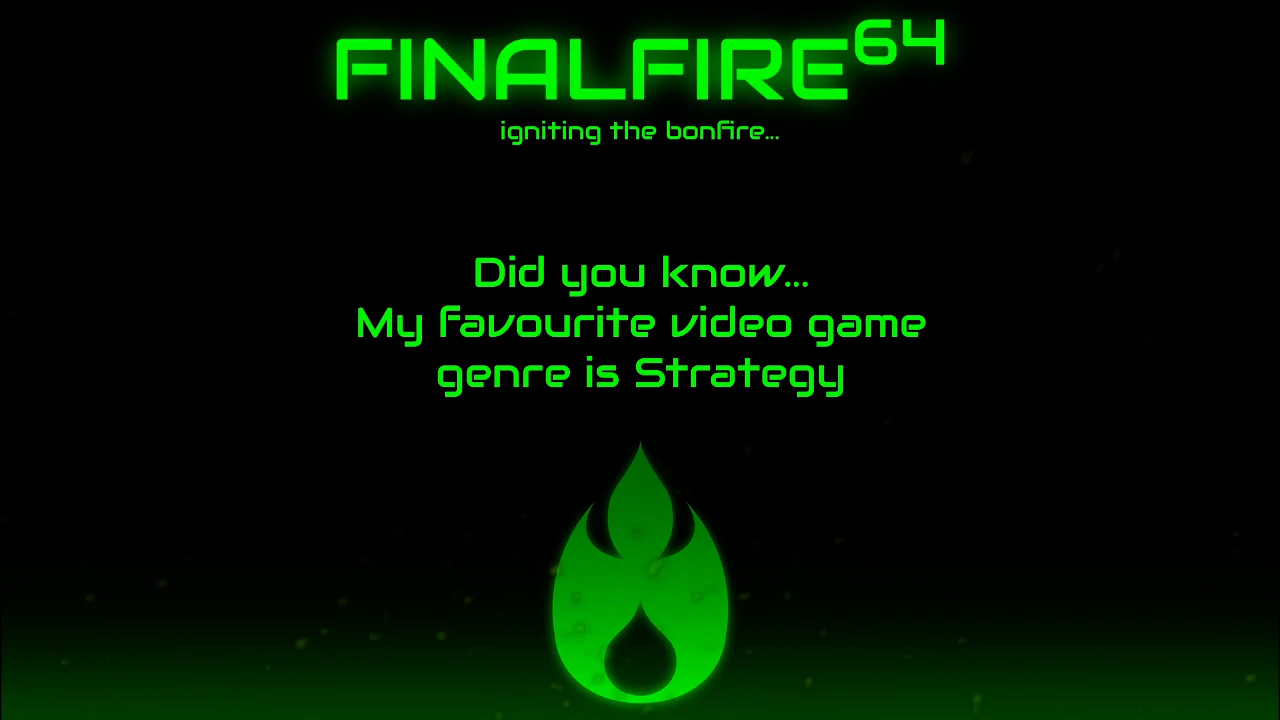 FINALFIRE64
igniting the bonfire...
Did you know...
My favourite video game
genre is Strategy